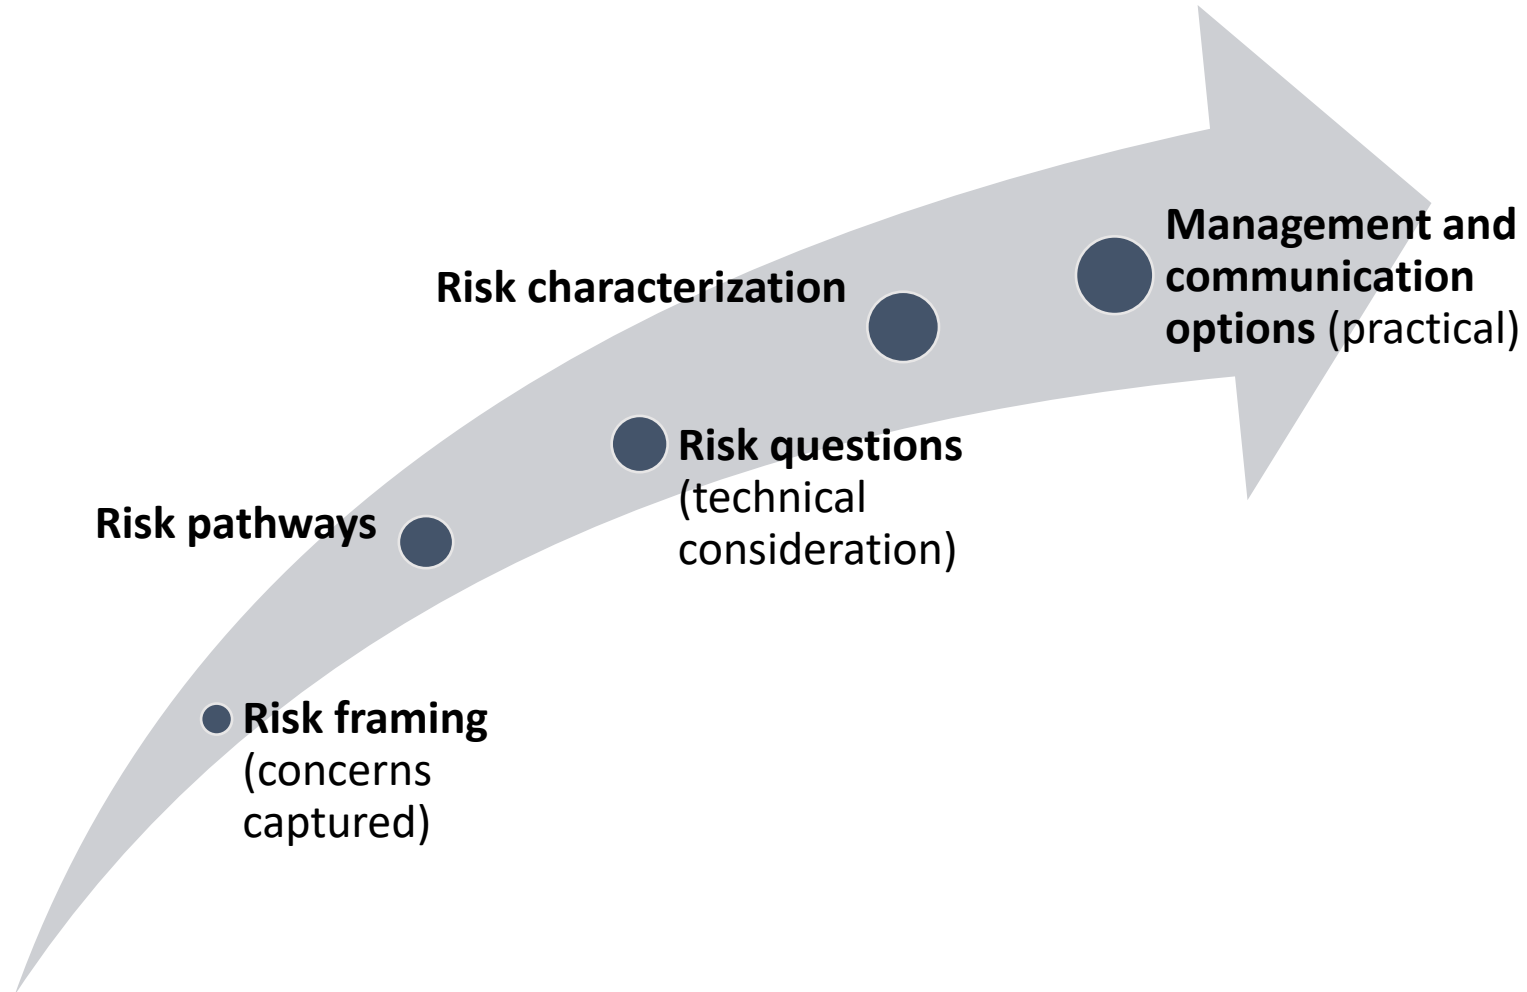 Management and
communication
options (practical)
Risk characterization
Risk questions
(technical
consideration)
Risk pathways
Risk framing
(concerns
captured)